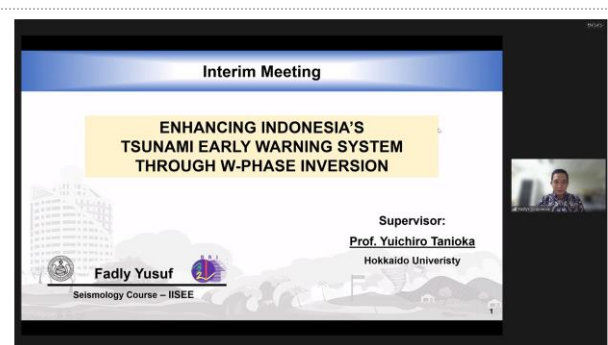 Interim Meeting
ENHANCING INDONESIA'S
TSUNAMI EARLY WARNING SYSTEM
THROUGH W-PHASE INVERSION
Supervisor:
Prof. Yuichiro Tanioka
Hokkaido Univeristy
Fadly Yusuf
Seismology Course – IISEE
1